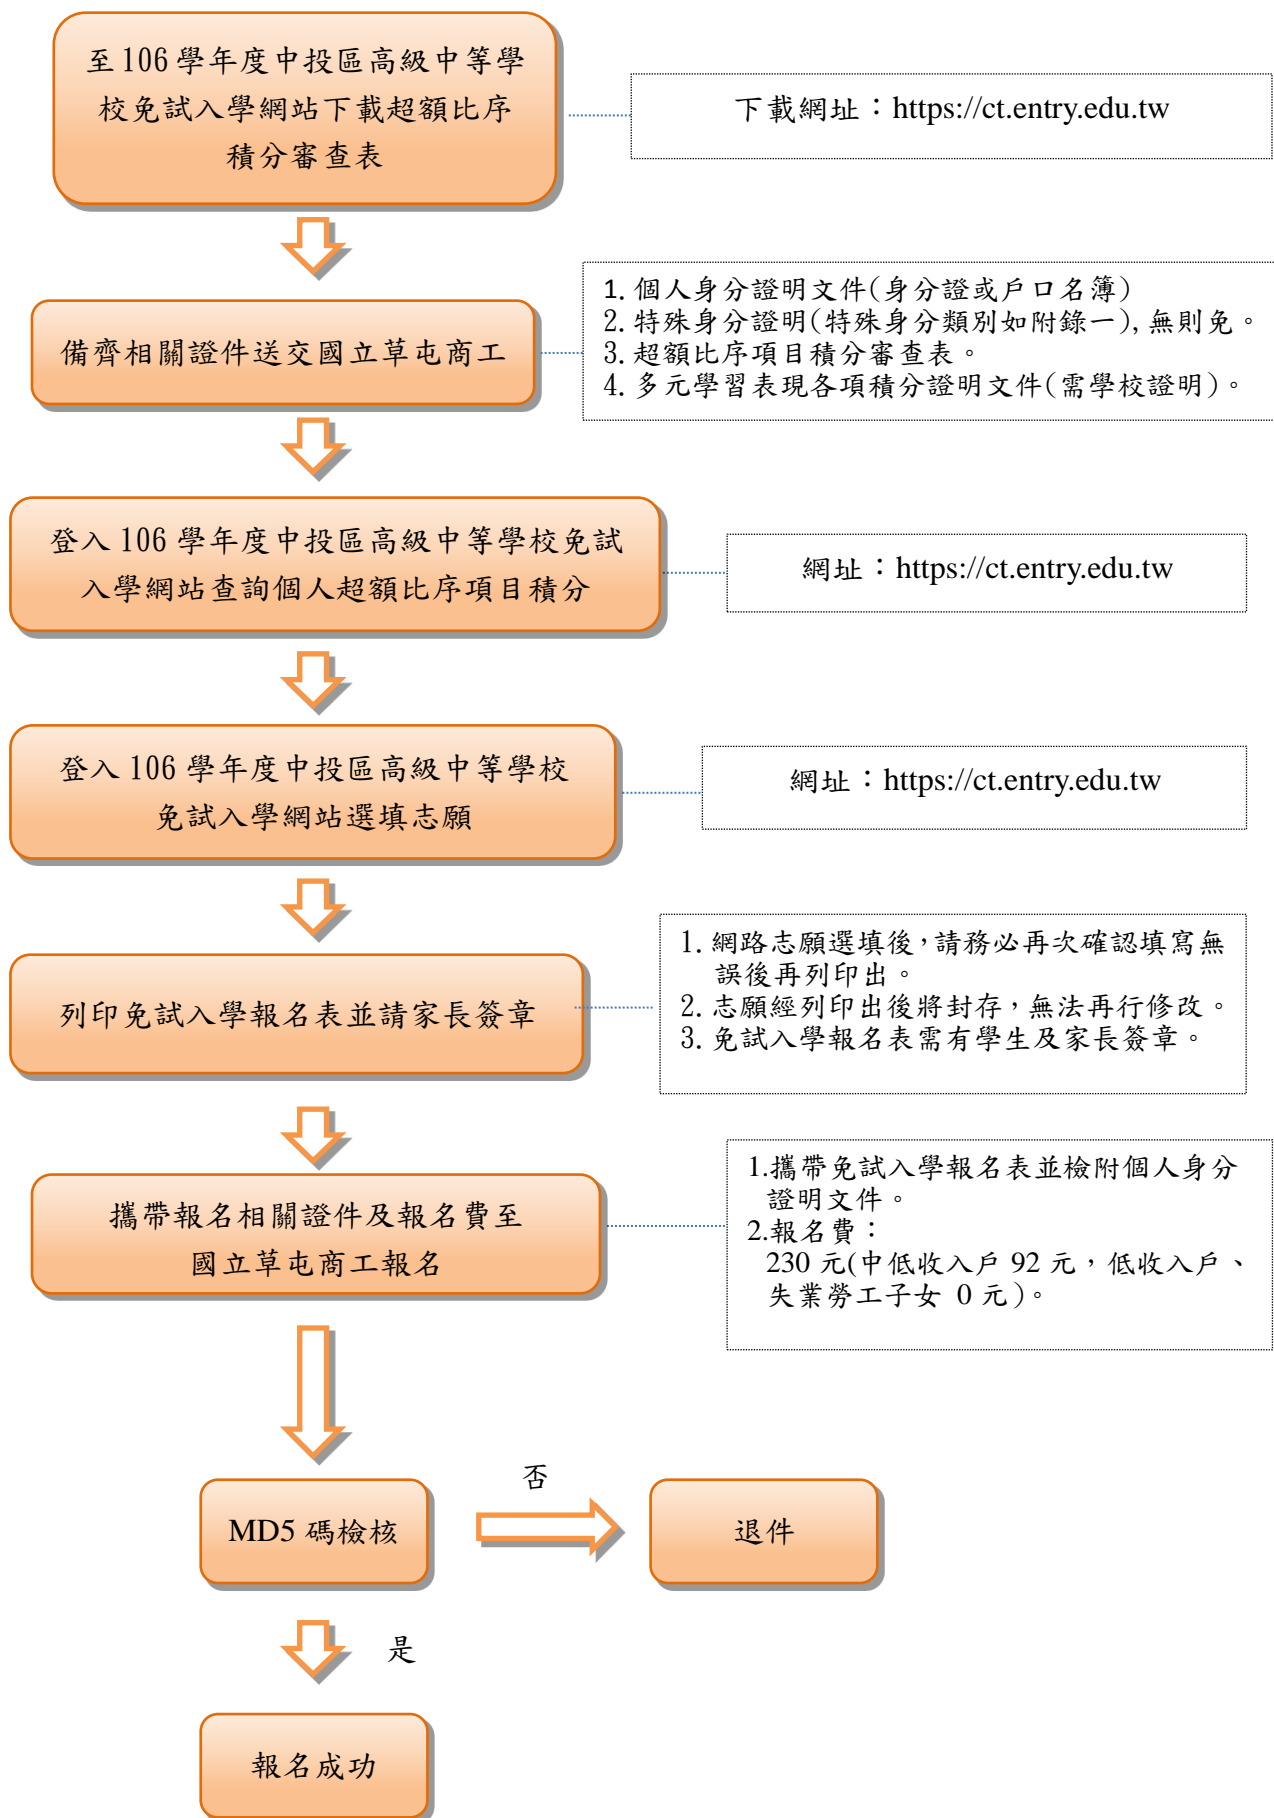 至 106 學年度中投區高級中等學
校免試入學網站下載超額比序
積分審查表
下載網址：https://ct.entry.edu.tw
備齊相關證件送交國立草屯商工
1. 個人身分證明文件(身分證或戶口名簿)
2. 特殊身分證明(特殊身分類別如附錄一), 無則免。
3. 超額比序項目積分審查表。
4. 多元學習表現各項積分證明文件(需學校證明)。
登入 106 學年度中投區高級中等學校免試
入學網站查詢個人超額比序項目積分
網址：https://ct.entry.edu.tw
登入 106 學年度中投區高級中等學校
免試入學網站選填志願
網址：https://ct.entry.edu.tw
列印免試入學報名表並請家長簽章
1. 網路志願選填後，請務必再次確認填寫無
誤後再列印出。
2. 志願經列印出後將封存，無法再行修改。
3. 免試入學報名表需有學生及家長簽章。
攜帶報名相關證件及報名費至
國立草屯商工報名
1.攜帶免試入學報名表並檢附個人身分
證明文件。
2.報名費：
230 元(中低收入戶 92 元，低收入戶、
失業勞工子女 0 元)。
MD5 碼檢核
否
退件
是
報名成功